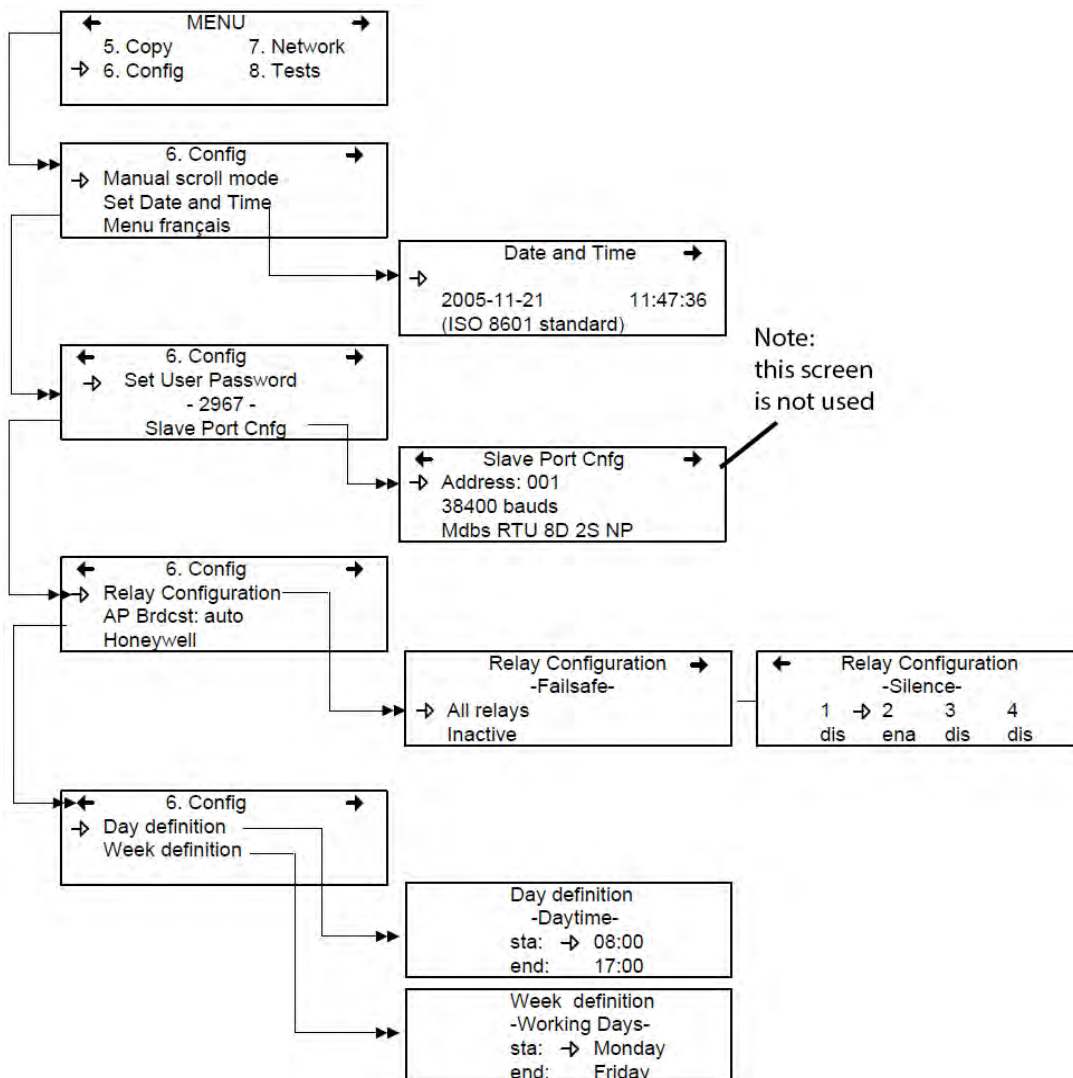 MENU
5. Copy 7. Network
6. Config 8. Tests
6. Config
Manual scroll mode
Set Date and Time
Menu français
Date and Time
2005-11-21 11:47:36
(ISO 8601 standard)
Note:
this screen
is not used
6. Config
Set User Password
- 2967 -
Slave Port Cnfg
Slave Port Cnfg
Address: 001
38400 bauds
Mdbs RTU 8D 2S NP
6. Config
Relay Configuration
AP Brdcst: auto
Honeywell
Relay Configuration
-Failsafe-
All relays
Inactive
Relay Configuration
-Silence-
1 2 3 4
dis ena dis dis
6. Config
Day definition
Week definition
Day definition
-Daytime-
sta: 08:00
end: 17:00
Week definition
-Working Days-
sta: Monday
end: Friday